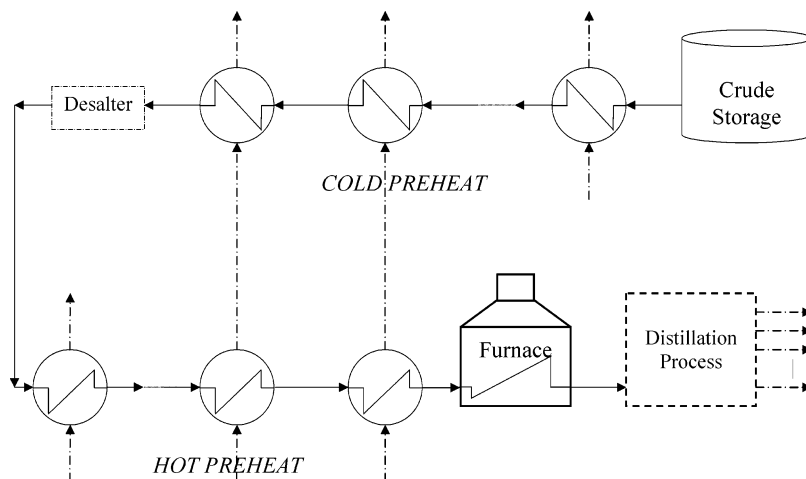 Desalter
Crude
Storage
COLD PREHEAT
Furnace
Distillation
Process
HOT PREHEAT